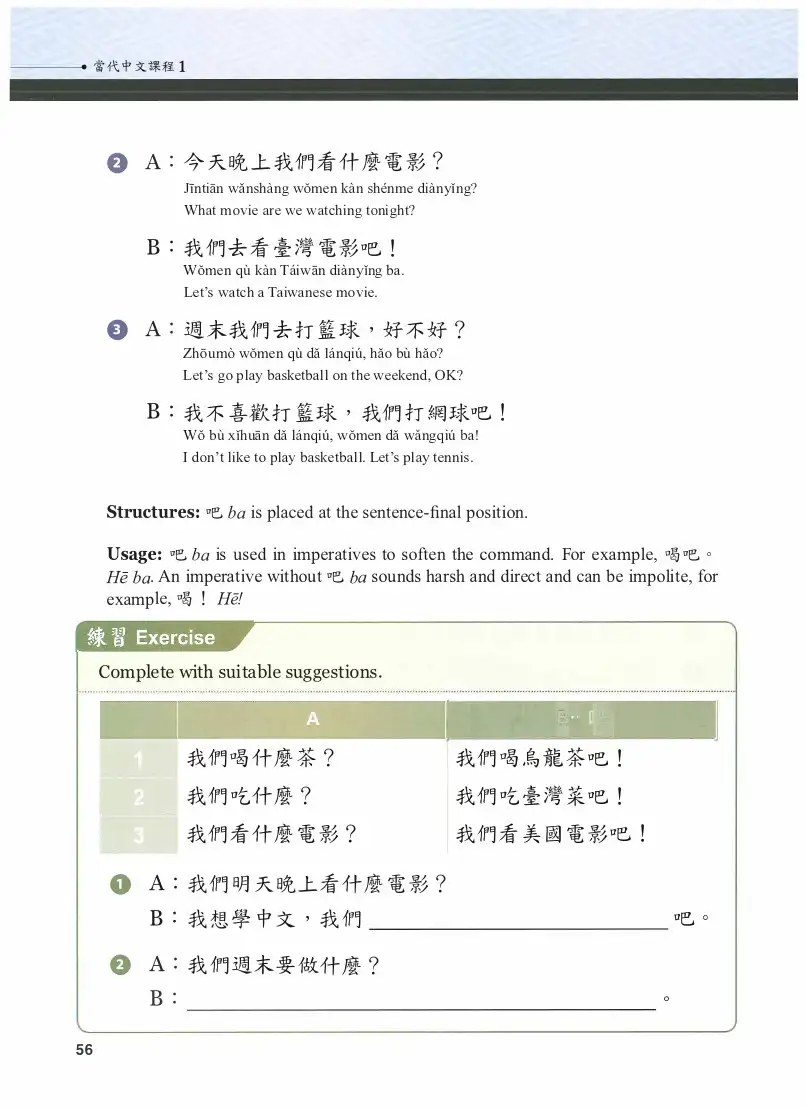 當代中文課程 1
2 A：今天晚上我們看什麼電影？
Jīntiān wǎnshàng wǒmen kàn shénme diànyǐng?
What movie are we watching tonight?
B：我們去看臺灣電影吧！
Wǒmen qù kàn Táiwān diànyǐng ba.
Let's watch a Taiwanese movie.
3 A：週末我們去打籃球，好不好？
Zhōumò wǒmen qù dǎ lánqiú, hǎo bù hǎo?
Let's go play basketball on the weekend, OK?
B：我不喜歡打籃球，我們打網球吧！
Wǒ bù xǐhuān dǎ lánqiú, wǒmen dǎ wǎngqiú ba!
I don't like to play basketball. Let's play tennis.
Structures: 吧 ba is placed at the sentence-final position.
Usage: 吧 ba is used in imperatives to soften the command. For example, 喝吧。
Hē ba. An imperative without 吧 ba sounds harsh and direct and can be impolite, for
example, 喝！ Hē!
練習 Exercise
Complete with suitable suggestions.
A
1 我們喝什麼茶？ 我們喝烏龍茶吧！
2 我們吃什麼？ 我們吃臺灣菜吧！
3 我們看什麼電影？ 我們看美國電影吧！
1 A：我們明天晚上看什麼電影？
B：我想學中文，我們 ______ 吧。
2 A：我們週末要做什麼？
B：______。
56